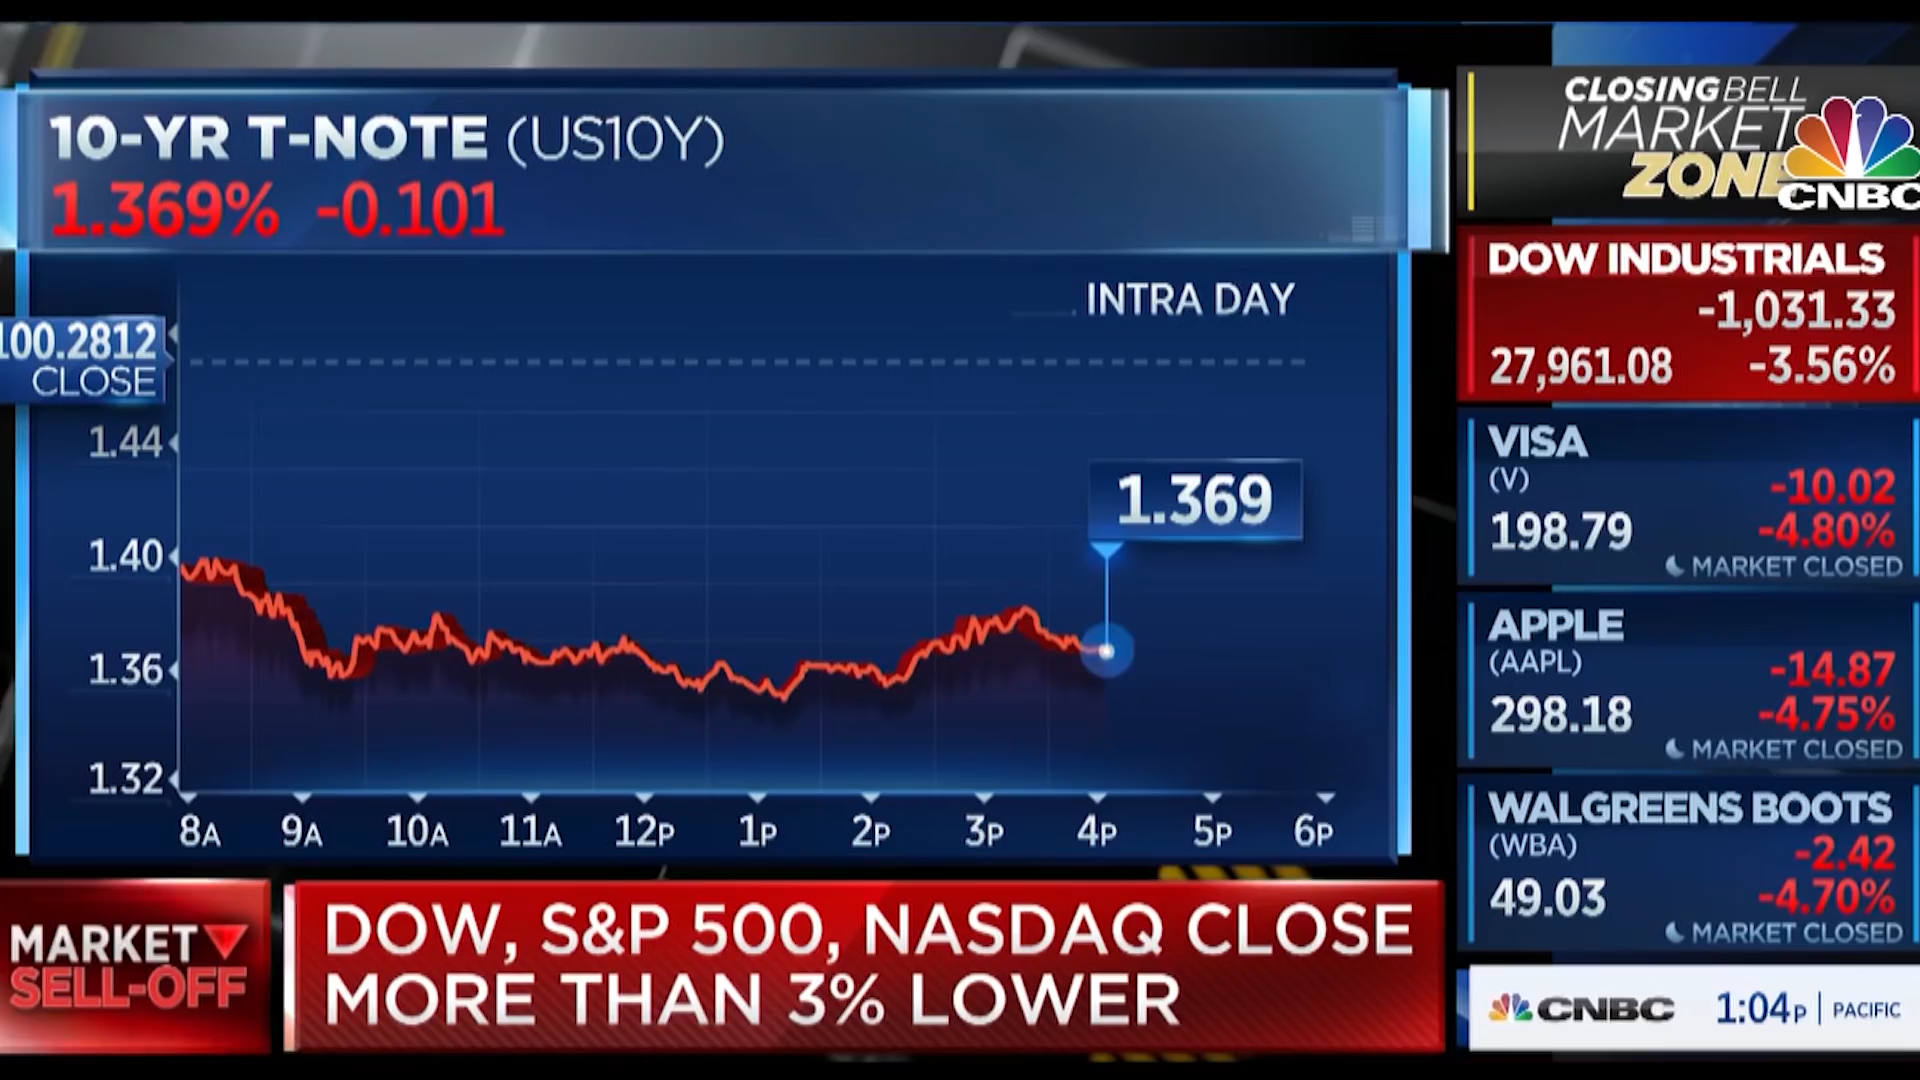 10-YR T-NOTE (US10Y)
1.369% -0.101
INTRA DAY
100.2812
CLOSE
1.44
1.40
1.36
1.32
1.369
8A 9A 10A 11A 12P 1P 2P 3P 4P 5P 6P
MARKET
SELL-OFF
DOW, S&P 500, NASDAQ CLOSE
MORE THAN 3% LOWER
CLOSING BELL
MARKET
ZONE
CNBC
DOW INDUSTRIALS
-1,031.33
27,961.08 -3.56%
VISA
(V) -10.02
198.79 -4.80%
MARKET CLOSED
APPLE
(AAPL) -14.87
298.18 -4.75%
MARKET CLOSED
WALGREENS BOOTS
(WBA) -2.42
49.03 -4.70%
MARKET CLOSED
CNBC 1:04P | PACIFIC